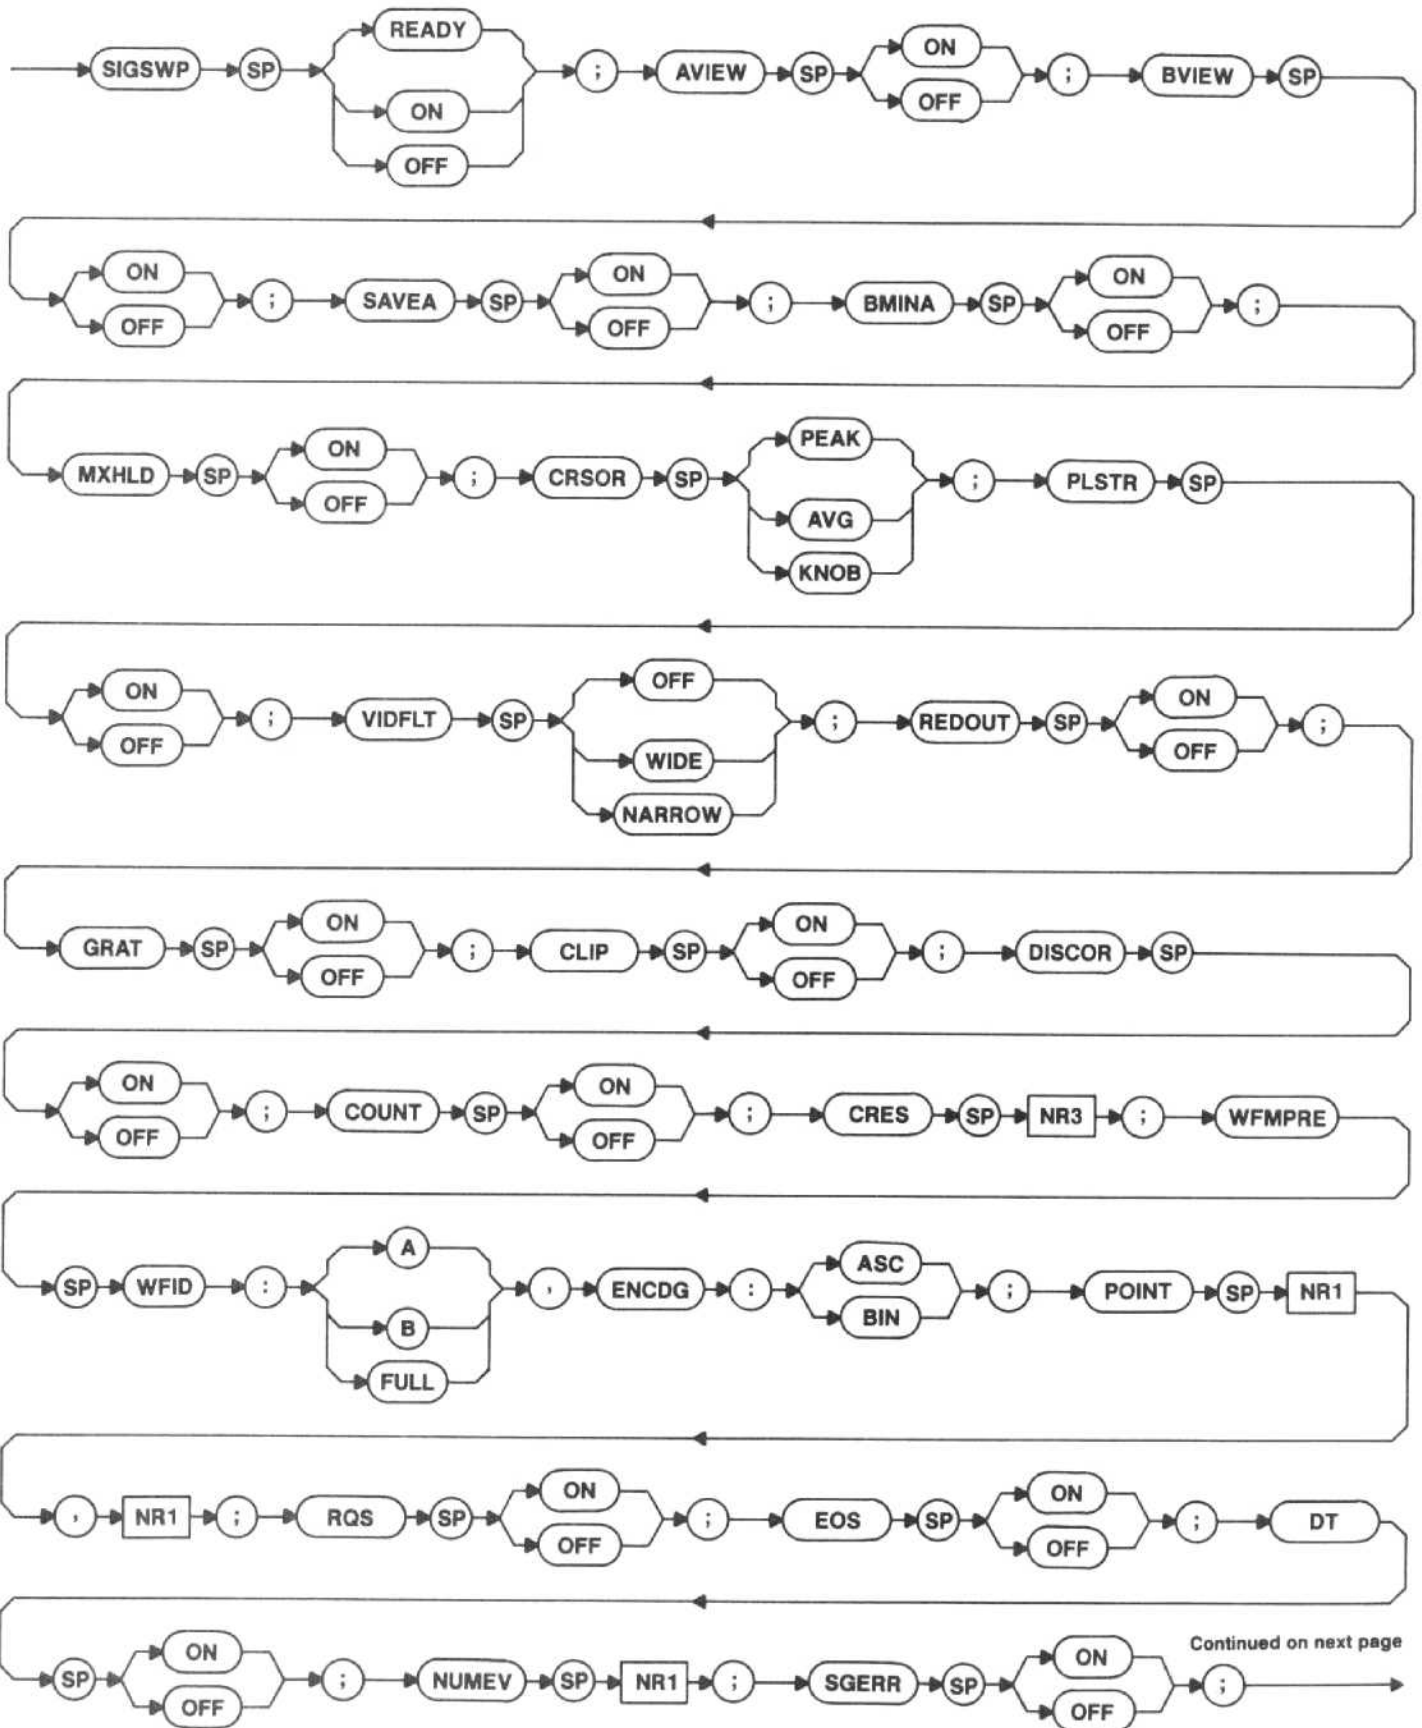 READY
SIGSWP SP ON ; AVIEW SP ON ; BVIEW SP
OFF OFF
ON ON ON
; SAVEA SP ; BMINA SP ;
OFF OFF OFF
PEAK
MXHLD SP ON ; CRSOR SP AVG ; PLSTR SP
OFF KNOB
ON OFF ON
; VIDFLT SP WIDE ; REDOUT SP ;
OFF NARROW OFF
ON ON
GRAT SP ; CLIP SP ; DISCOR SP
OFF OFF
ON ON
; COUNT SP ; CRES SP NR3 ; WFMPRE
OFF OFF
A ASC
SP WFID : B , ENCDG : ; POINT SP NR1
FULL BIN
ON ON
, NR1 ; RQS SP ; EOS SP ; DT
OFF OFF
Continued on next page
ON ON
SP ; NUMEV SP NR1 ; SGERR SP ;
OFF OFF